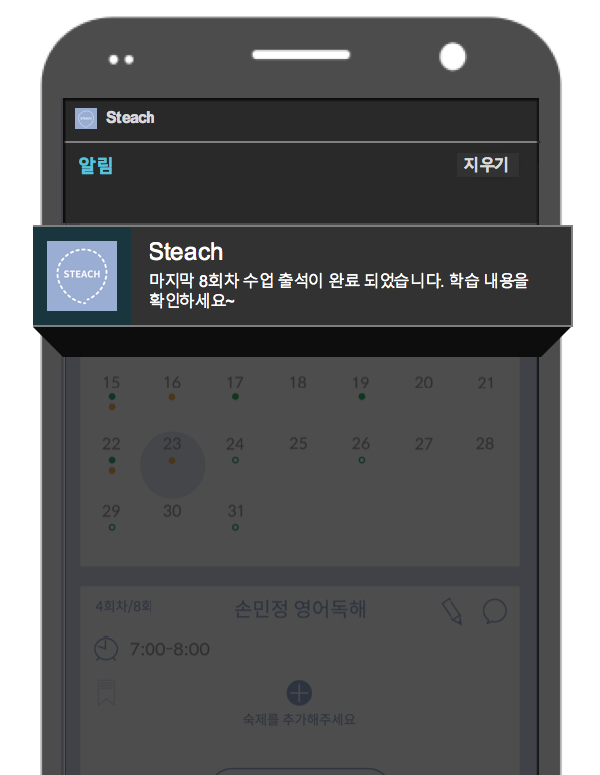 Steach
알림
지우기
STEACH
Steach
마지막 8회차 수업 출석이 완료 되었습니다. 학습 내용을
확인하세요~
15 16 17 18 19 20 21
22 23 24 25 26 27 28
29 30 31
4회차/8회
손민정 영어독해
7:00-8:00
숙제를 추가해주세요